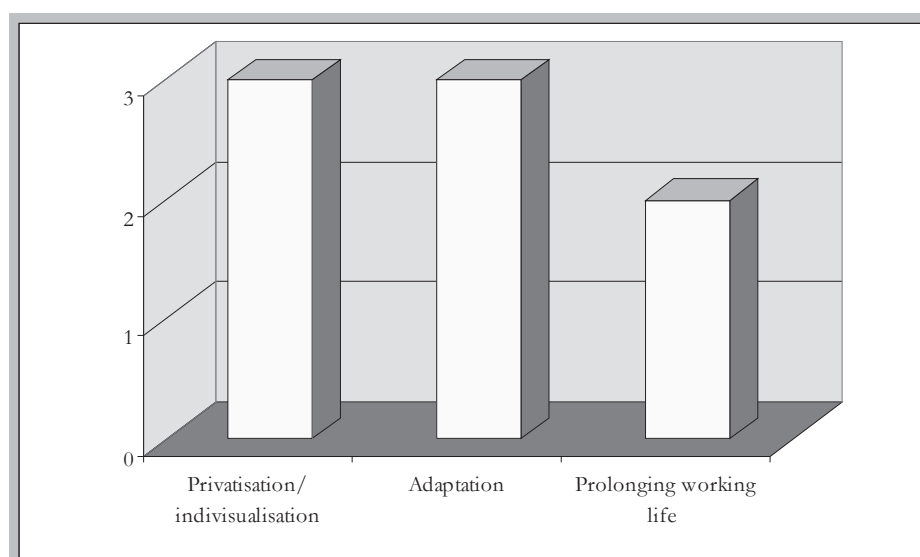 3
2
1
0
Privatisation/
indivisualisation
Adaptation
Prolonging working
life